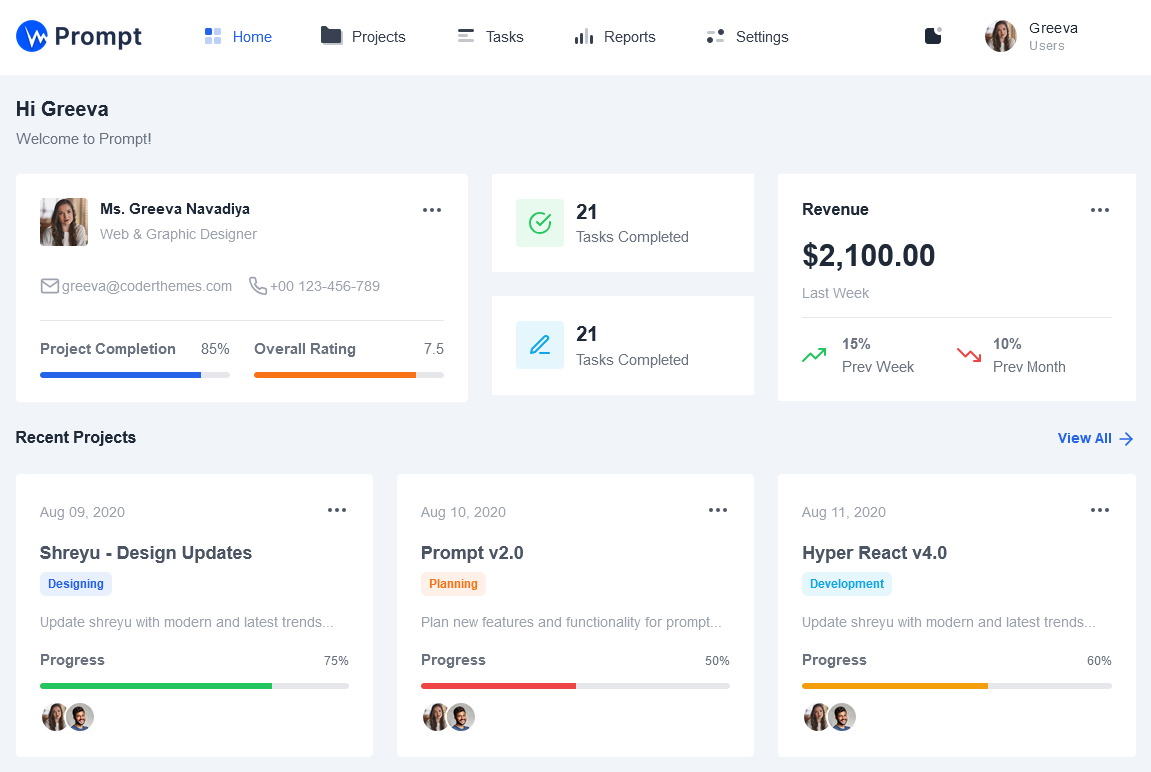 Prompt
Home
Projects
Tasks
Reports
Settings
Greeva
Users
Hi Greeva
Welcome to Prompt!
Ms. Greeva Navadiya
Web & Graphic Designer
greeva@coderthemes.com
+00 123-456-789
Project Completion 85%
Overall Rating 7.5
21
Tasks Completed
21
Tasks Completed
Revenue
$2,100.00
Last Week
15%
Prev Week
10%
Prev Month
Recent Projects
View All
Aug 09, 2020
Shreyu - Design Updates
Designing
Update shreyu with modern and latest trends...
Progress 75%
Aug 10, 2020
Prompt v2.0
Planning
Plan new features and functionality for prompt...
Progress 50%
Aug 11, 2020
Hyper React v4.0
Development
Update shreyu with modern and latest trends...
Progress 60%